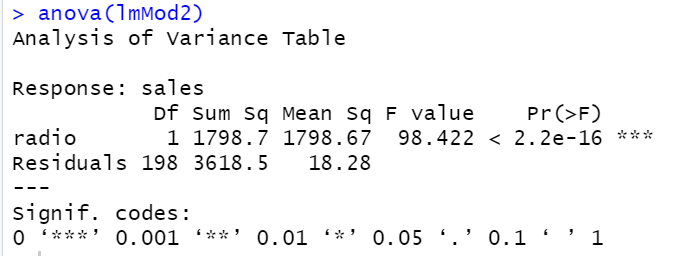 > anova(lmMod2)
Analysis of Variance Table

Response: sales
           Df Sum Sq Mean Sq F value    Pr(>F)
radio       1 1798.7 1798.67  98.422 < 2.2e-16 ***
Residuals 198 3618.5   18.28
---
Signif. codes:
0 ‘***’ 0.001 ‘**’ 0.01 ‘*’ 0.05 ‘.’ 0.1 ‘ ’ 1